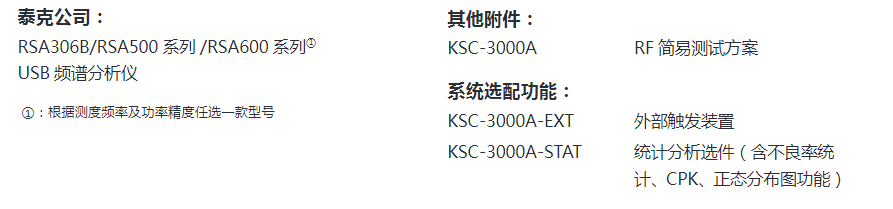 泰克公司：
RSA306B/RSA500 系列 /RSA600 系列①
USB 频谱分析仪
①：根据测度频率及功率精度任选一款型号
其他附件：
KSC-3000A RF 简易测试方案
系统选配功能：
KSC-3000A-EXT 外部触发装置
KSC-3000A-STAT 统计分析选件（含不良率统
计、CPK、正态分布图功能）